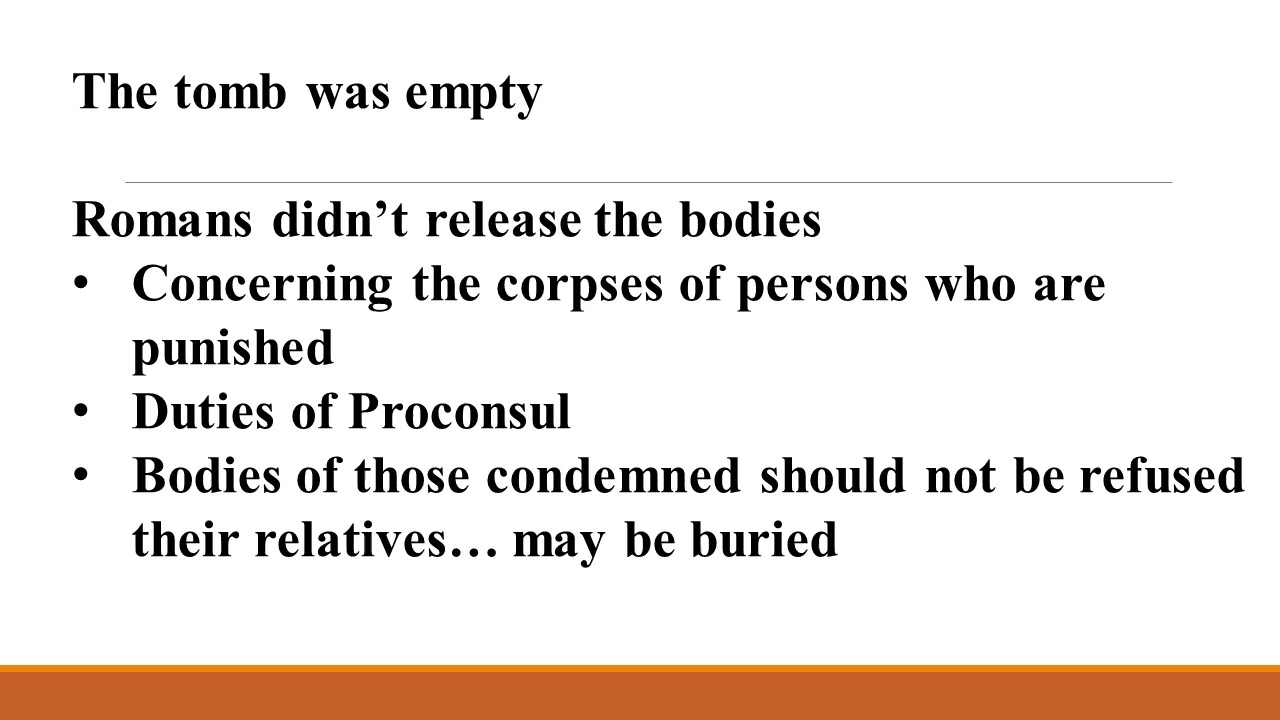 The tomb was empty
Romans didn’t release the bodies
• Concerning the corpses of persons who are
punished
• Duties of Proconsul
• Bodies of those condemned should not be refused
their relatives… may be buried